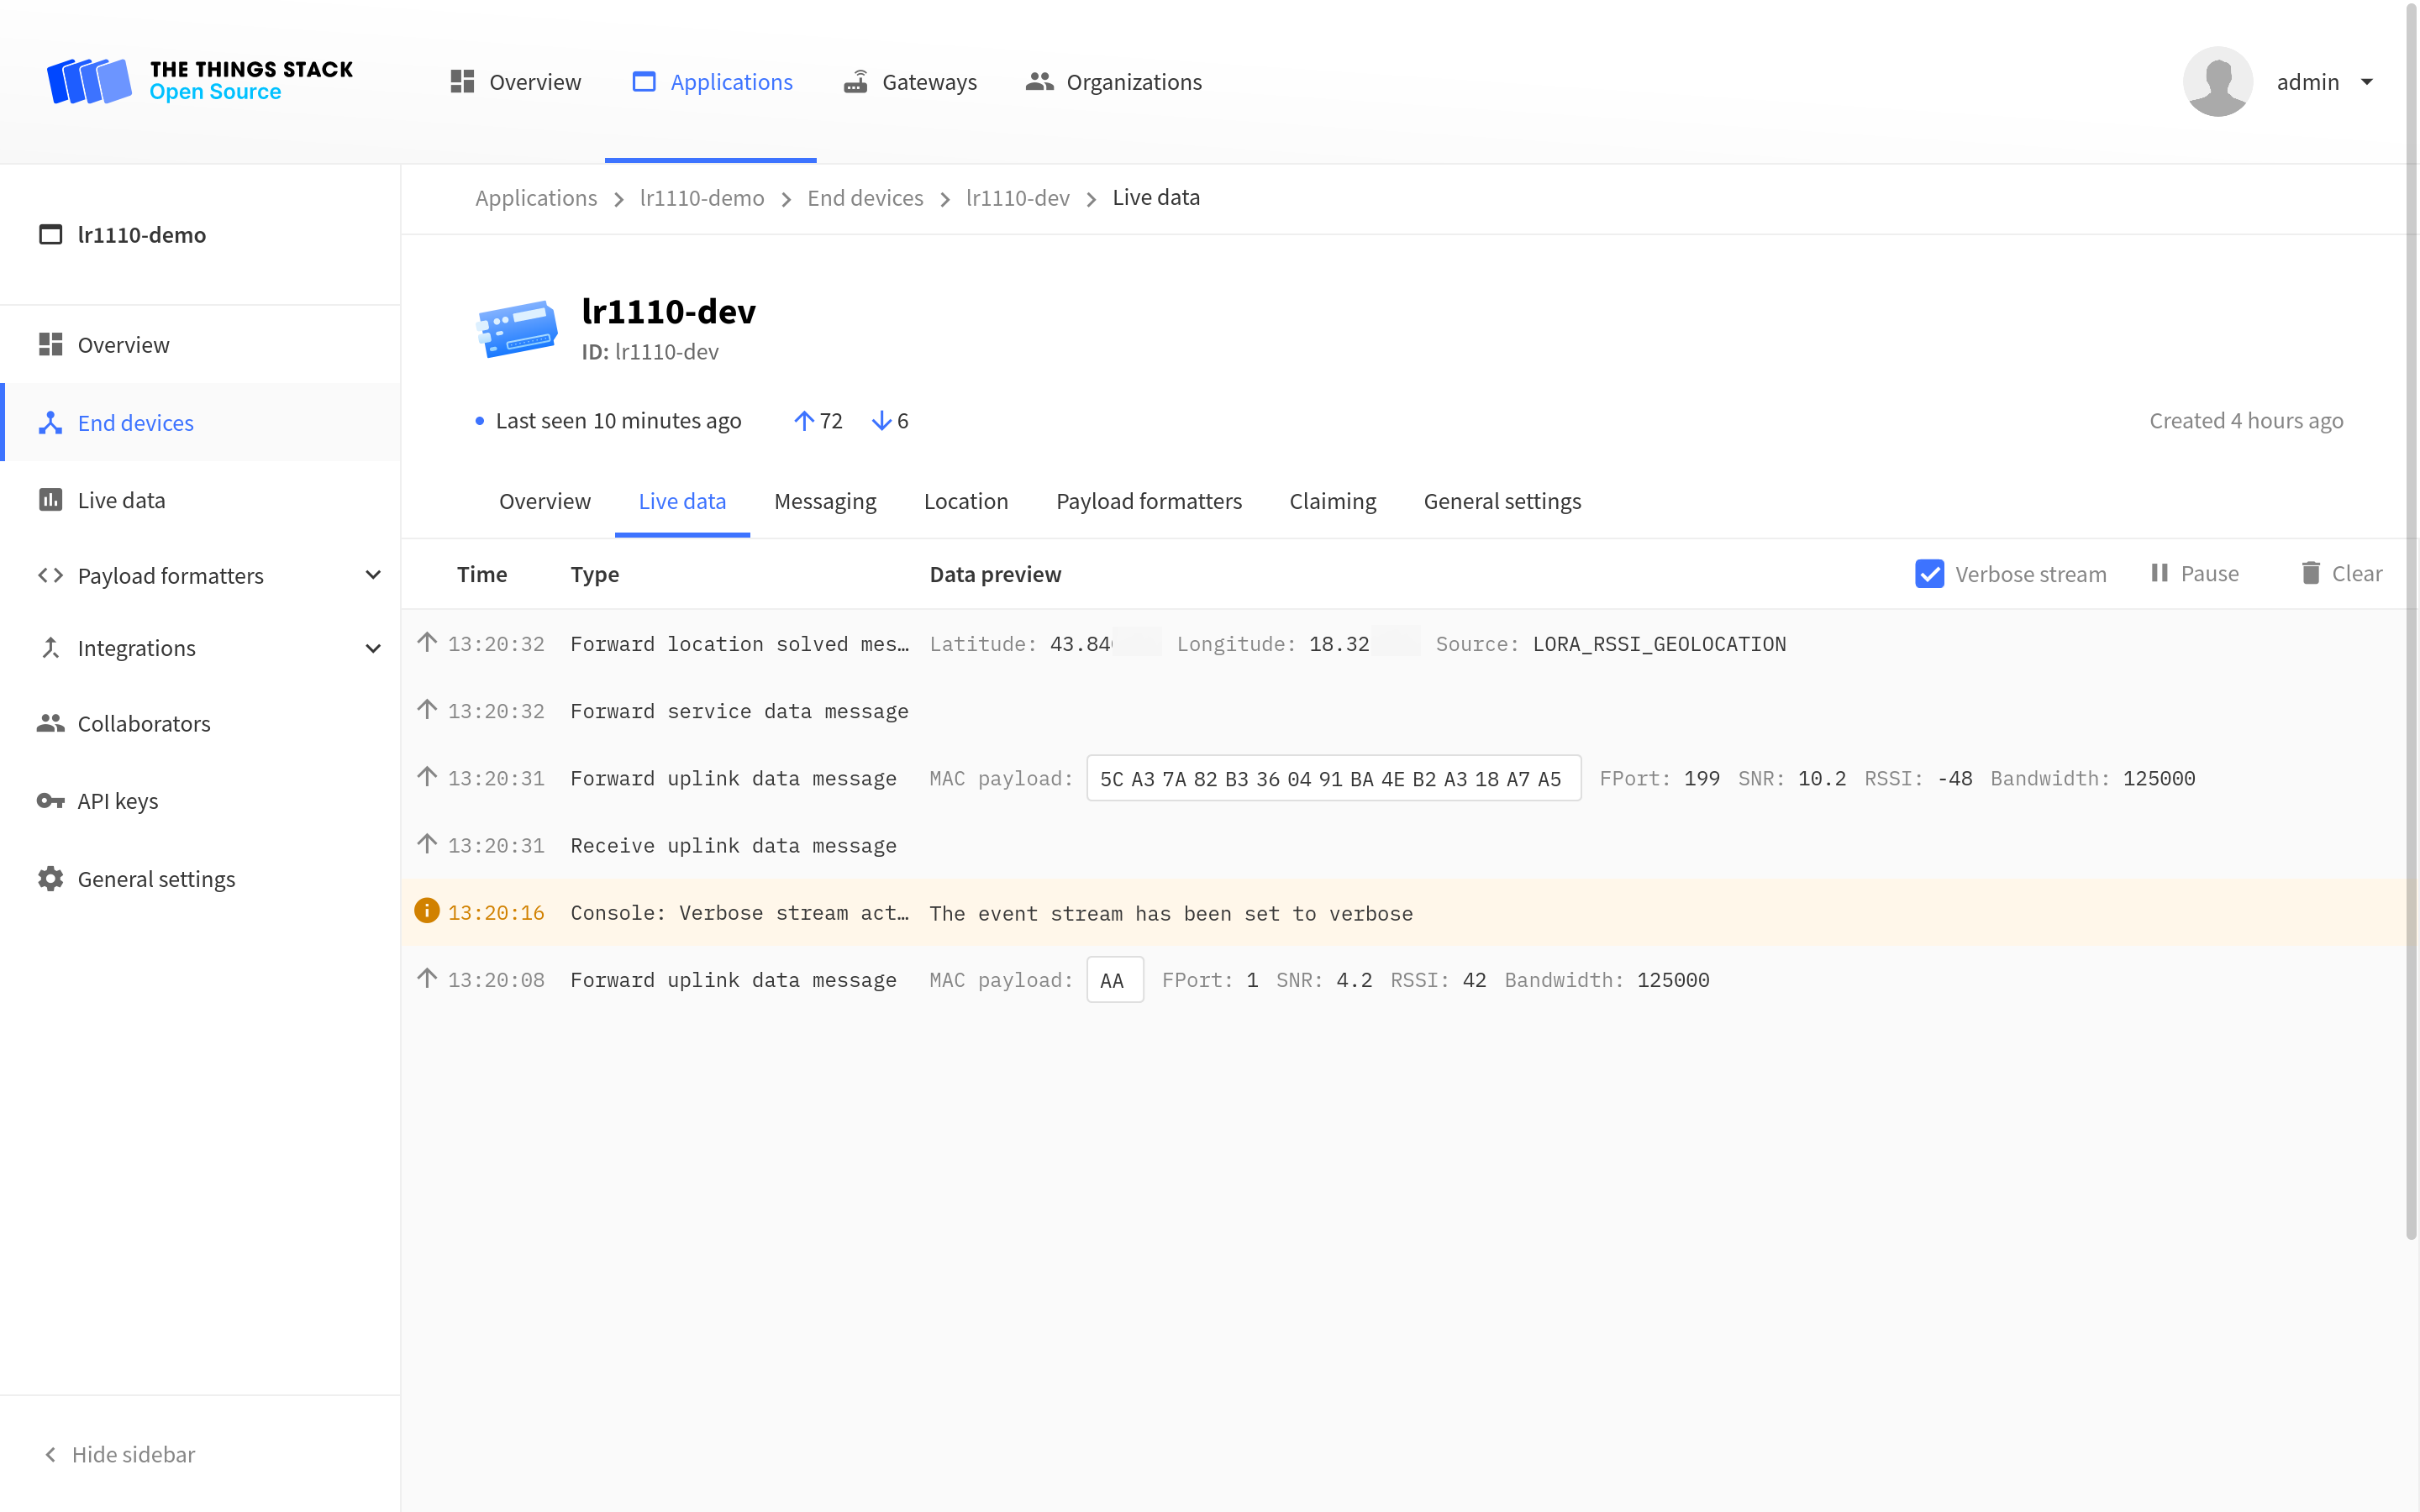 THE THINGS STACK
Open Source
Overview
Applications
Gateways
Organizations
admin
lr1110-demo
Overview
End devices
Live data
Payload formatters
Integrations
Collaborators
API keys
General settings
Hide sidebar
Applications > lr1110-demo > End devices > lr1110-dev > Live data
lr1110-dev
ID: lr1110-dev
Last seen 10 minutes ago 72 6 Created 4 hours ago
Overview Live data Messaging Location Payload formatters Claiming General settings
Time Type Data preview Verbose stream Pause Clear
13:20:32 Forward location solved mes… Latitude: 43.84 Longitude: 18.32 Source: LORA_RSSI_GEOLOCATION
13:20:32 Forward service data message
13:20:31 Forward uplink data message MAC payload: 5C A3 7A 82 B3 36 04 91 BA 4E B2 A3 18 A7 A5 FPort: 199 SNR: 10.2 RSSI: -48 Bandwidth: 125000
13:20:31 Receive uplink data message
13:20:16 Console: Verbose stream act… The event stream has been set to verbose
13:20:08 Forward uplink data message MAC payload: AA FPort: 1 SNR: 4.2 RSSI: 42 Bandwidth: 125000